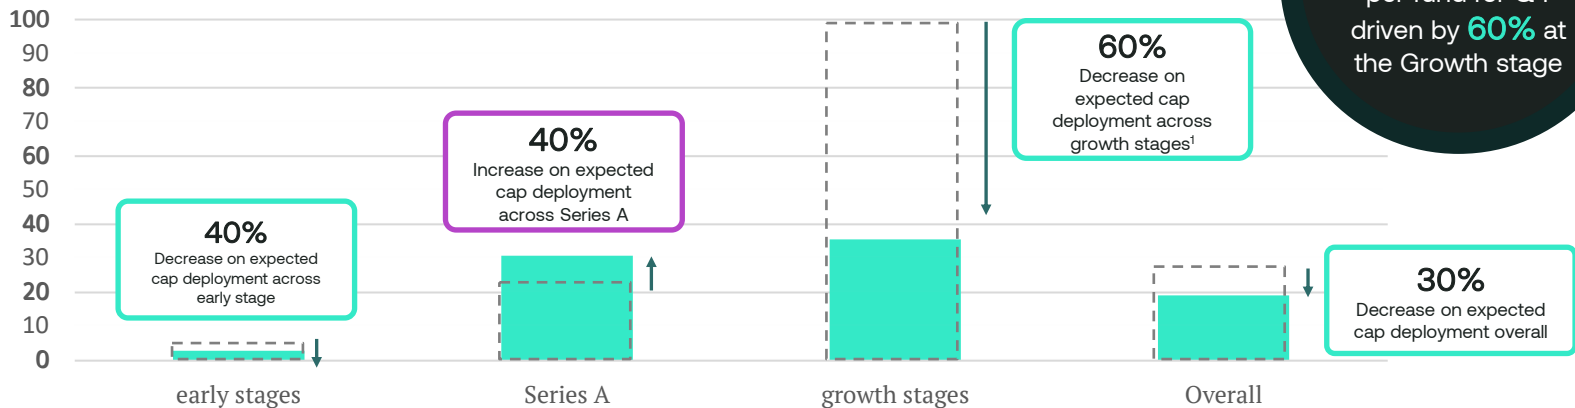 100
90
80
70
60
50
40
30
20
10
0
40%
Decrease on expected
cap deployment across
early stage
40%
Increase on expected
cap deployment
across Series A
60%
Decrease on
expected cap
deployment across
growth stages¹
driven by 60% at
the Growth stage
30%
Decrease on expected
cap deployment overall
early stages
Series A
growth stages
Overall